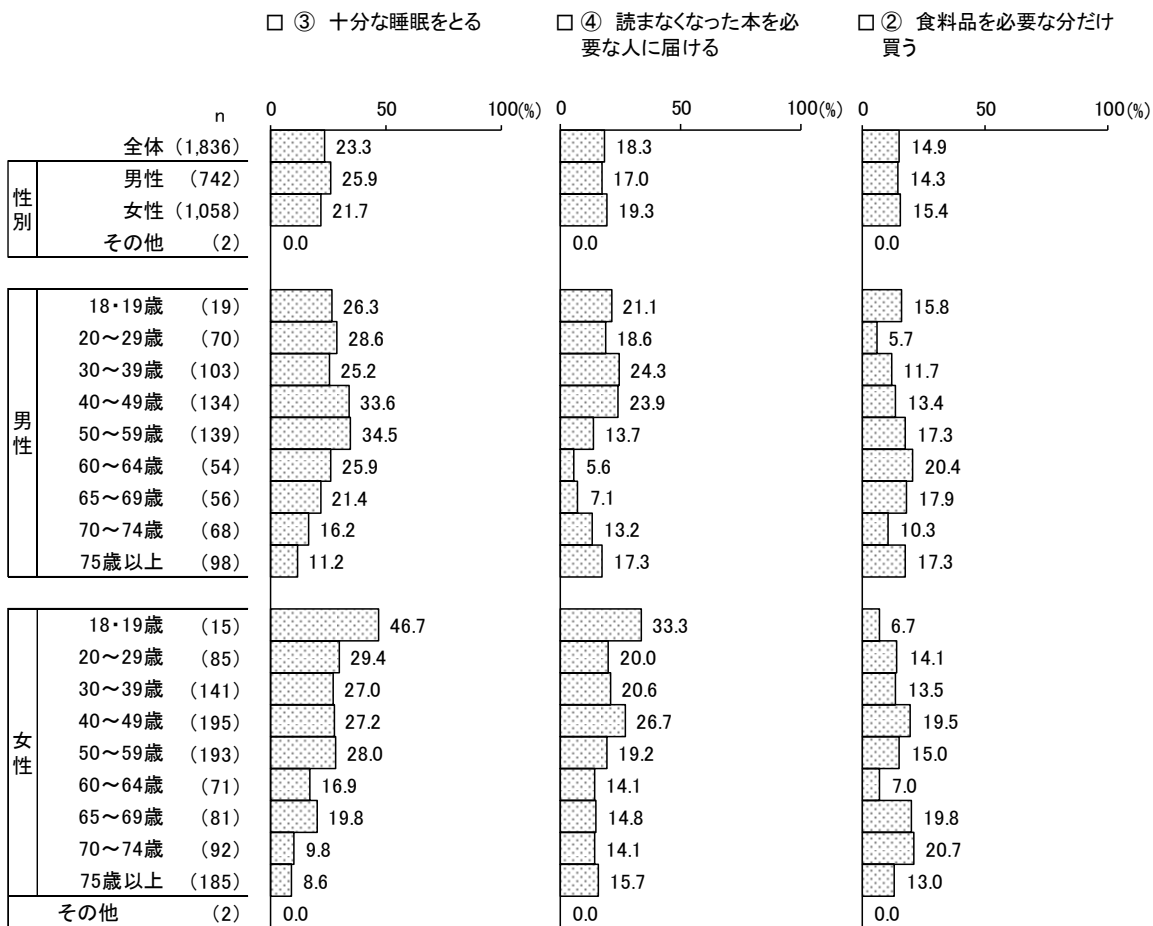 □ ③ 十分な睡眠をとる
□ ④ 読まなくなった本を必
要な人に届ける
□ ② 食料品を必要な分だけ
買う
n
0 50 100(%)
0 50 100(%)
0 50 100(%)
全体 (1,836) 23.3 18.3 14.9
性別
男性 (742) 25.9 17.0 14.3
女性 (1,058) 21.7 19.3 15.4
その他 (2) 0.0 0.0 0.0
男性
18・19歳 (19) 26.3 21.1 15.8
20～29歳 (70) 28.6 18.6 5.7
30～39歳 (103) 25.2 24.3 11.7
40～49歳 (134) 33.6 23.9 13.4
50～59歳 (139) 34.5 13.7 17.3
60～64歳 (54) 25.9 5.6 20.4
65～69歳 (56) 21.4 7.1 17.9
70～74歳 (68) 16.2 13.2 10.3
75歳以上 (98) 11.2 17.3 17.3
女性
18・19歳 (15) 46.7 33.3 6.7
20～29歳 (85) 29.4 20.0 14.1
30～39歳 (141) 27.0 20.6 13.5
40～49歳 (195) 27.2 26.7 19.5
50～59歳 (193) 28.0 19.2 15.0
60～64歳 (71) 16.9 14.1 7.0
65～69歳 (81) 19.8 14.8 19.8
70～74歳 (92) 9.8 14.1 20.7
75歳以上 (185) 8.6 15.7 13.0
その他 (2) 0.0 0.0 0.0